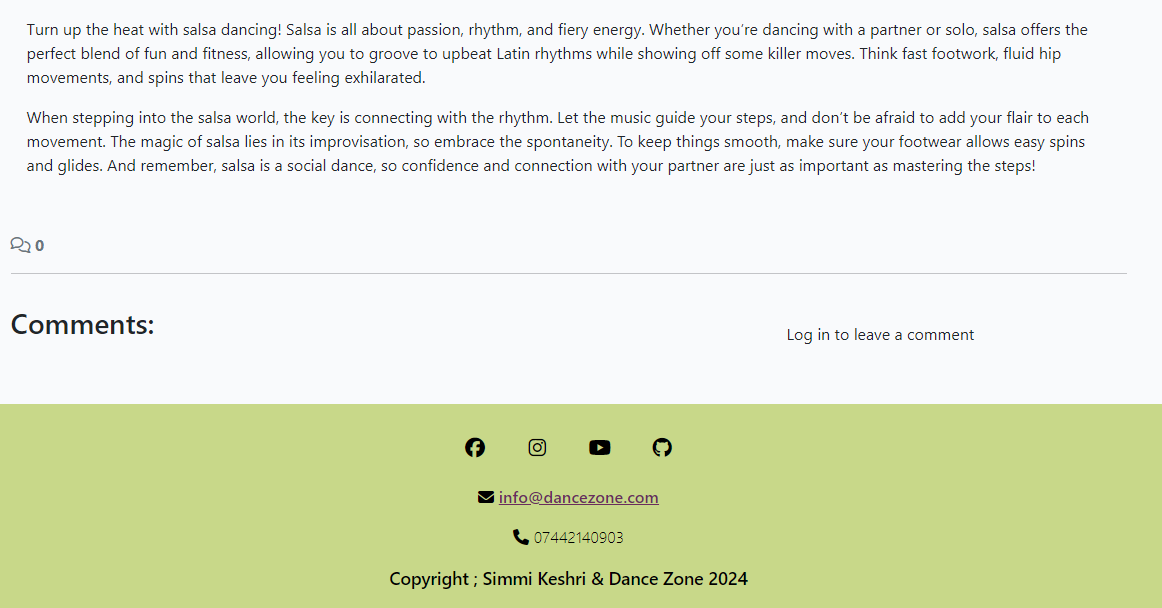 Turn up the heat with salsa dancing! Salsa is all about passion, rhythm, and fiery energy. Whether you’re dancing with a partner or solo, salsa offers the
perfect blend of fun and fitness, allowing you to groove to upbeat Latin rhythms while showing off some killer moves. Think fast footwork, fluid hip
movements, and spins that leave you feeling exhilarated.
When stepping into the salsa world, the key is connecting with the rhythm. Let the music guide your steps, and don’t be afraid to add your flair to each
movement. The magic of salsa lies in its improvisation, so embrace the spontaneity. To keep things smooth, make sure your footwear allows easy spins
and glides. And remember, salsa is a social dance, so confidence and connection with your partner are just as important as mastering the steps!
0
Comments:
Log in to leave a comment
info@dancezone.com
07442140903
Copyright ; Simmi Keshri & Dance Zone 2024